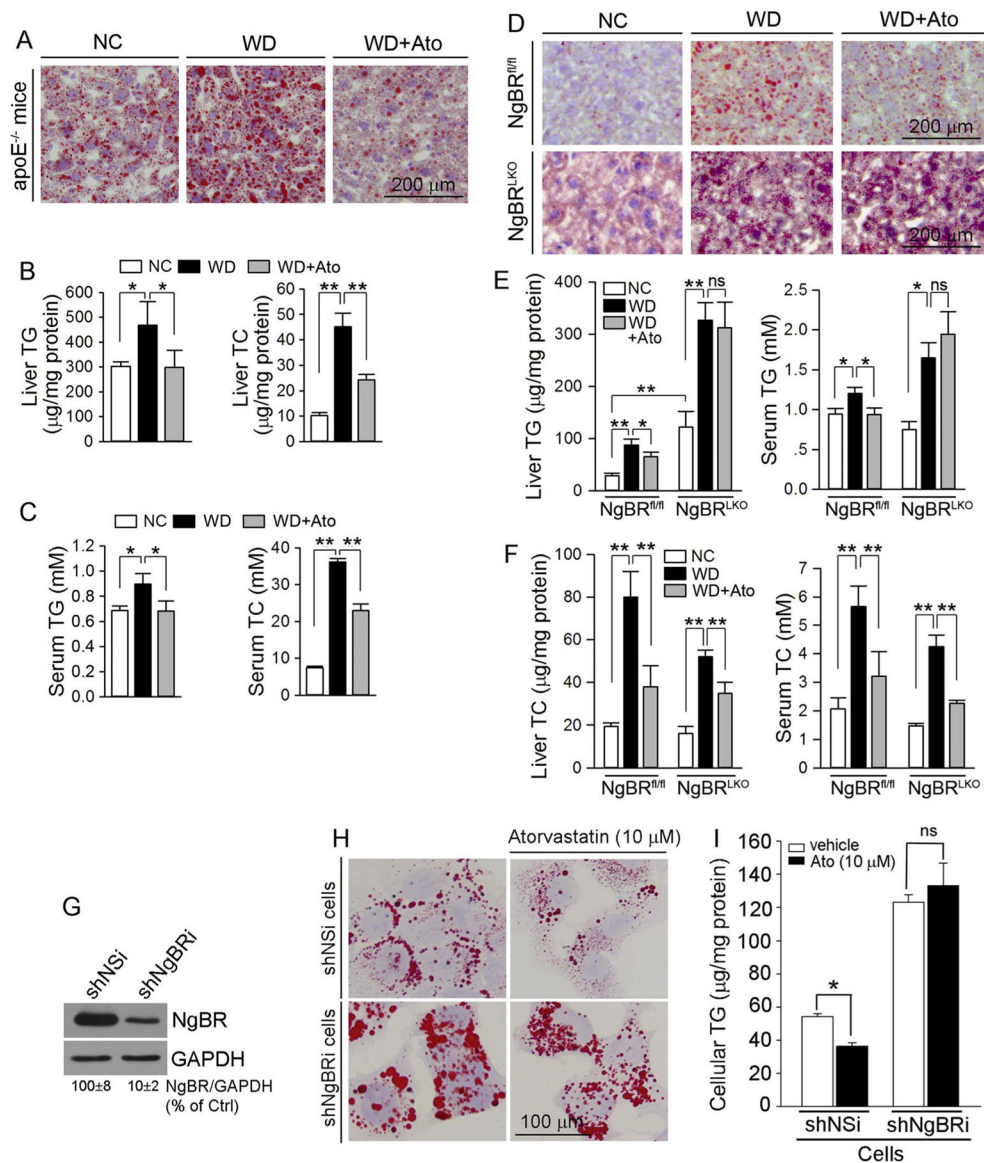 A
NC
WD
WD+Ato
apoE-/- mice
200 µm
B
NC
WD
WD+Ato
Liver TG
(µg/mg protein)
600
500
400
300
200
100
0
*
*
Liver TC
(µg/mg protein)
60
50
40
30
20
10
0
**
**
C
NC
WD
WD+Ato
Serum TG (mM)
1.2
1.0
0.8
0.6
0.4
0.2
0.0
*
*
Serum TC (mM)
40
30
20
10
0
**
**
D
NC
WD
WD+Ato
NgBRfl/fl
200 µm
NgBRLKO
200 µm
E
NC
WD
WD
+Ato
Liver TG (µg/mg protein)
400
300
200
100
0
**
*
**
**
ns
NgBRfl/fl
NgBRLKO
Serum TG (mM)
2.5
2.0
1.5
1.0
0.5
.0
*
*
*
ns
NgBRfl/fl
NgBRLKO
F
NC
WD
WD+Ato
Liver TC (µg/mg protein)
100
80
60
40
20
0
**
**
**
**
NgBRfl/fl
NgBRLKO
Serum TC (mM)
7
6
5
4
3
2
1
0
**
**
**
**
NgBRfl/fl
NgBRLKO
G
shNSi
shNgBRi
NgBR
GAPDH
100±8 10±2 NgBR/GAPDH
(% of Ctrl)
H
Atorvastatin (10 µM)
shNSi cells
shNgBRi cells
100 µm
I
vehicle
Ato (10 µM)
Cellular TG (µg/mg protein)
160
140
120
100
80
60
40
20
0
*
ns
shNSi
shNgBRi
Cells